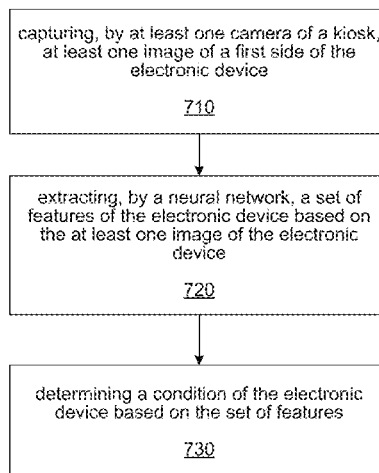 capturing, by at least one camera of a kiosk,
at least one image of a first side of the
electronic device
710
extracting, by a neural network, a set of
features of the electronic device based on
the at least one image of the electronic
device
720
determining a condition of the electronic
device based on the set of features
730